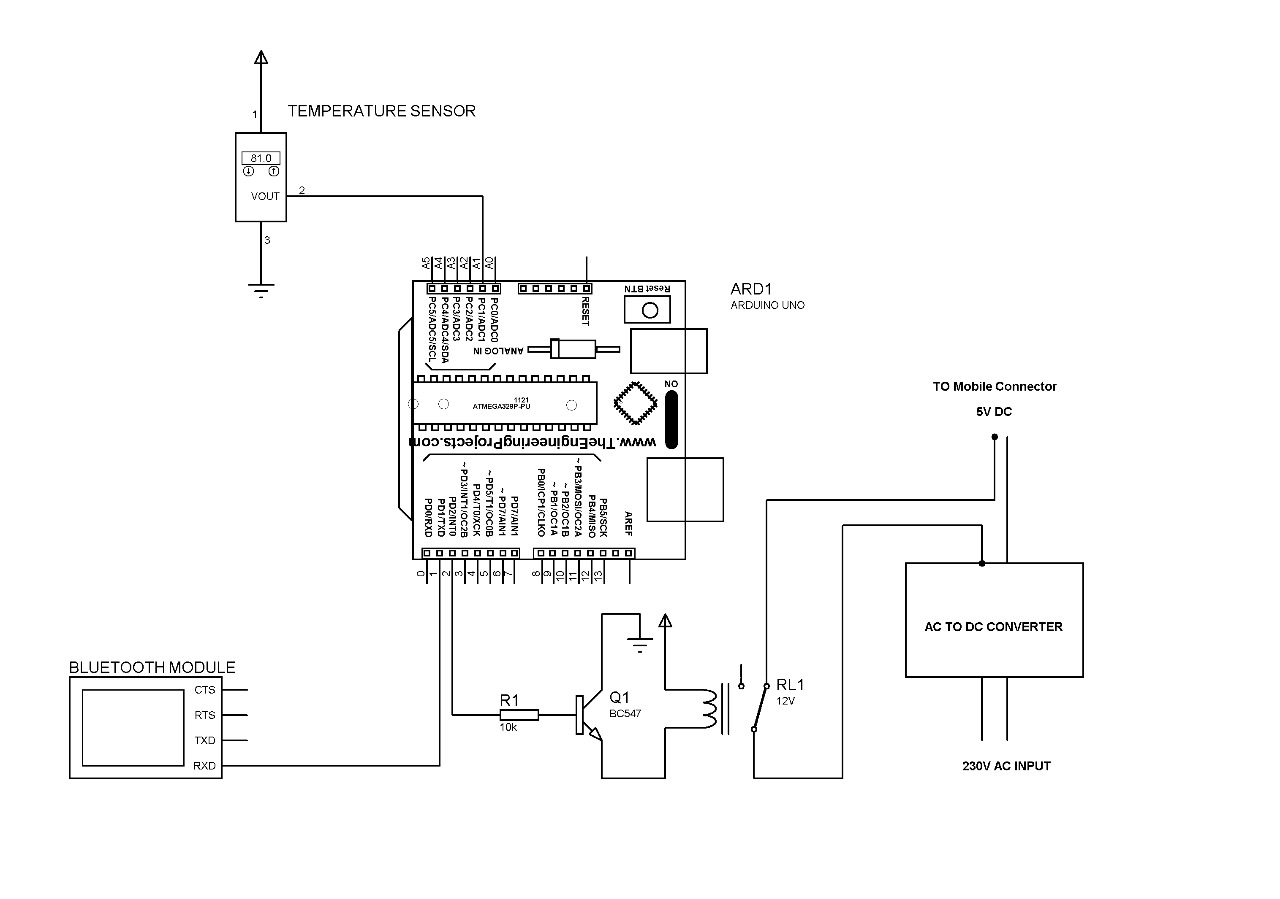 1
TEMPERATURE SENSOR
81.0
VOUT
2
3
A5
A4
A3
A2
A1
A0
PC5/ADC5/SCL
PC4/ADC4/SDA
PC3/ADC3
PC2/ADC2
PC1/ADC1
PC0/ADC0
RESET
Reset BTN
ARD1
ARDUINO UNO
ANALOG IN
ON
1121
ATMEGA329P-PU
www.TheEngineeringProjects.com
PD0/RXD
PD1/TXD
PD2/INT0
~ PD3/INT1/OC2B
PD4/T0/XCK
~ PD5/T1/OC0B
~ PD7/AIN1
PD7/AIN1
PB0/ICP1/CLKO
~ PB1/OC1A
~ PB2/OC1B
~ PB3/MOSI/OC2A
PB4/MISO
PB5/SCK
AREF
0
1
2
3
4
5
6
7
8
9
10
11
12
13
TO Mobile Connector
5V DC
AC TO DC CONVERTER
230V AC INPUT
BLUETOOTH MODULE
CTS
RTS
TXD
RXD
R1
10k
Q1
BC547
RL1
12V